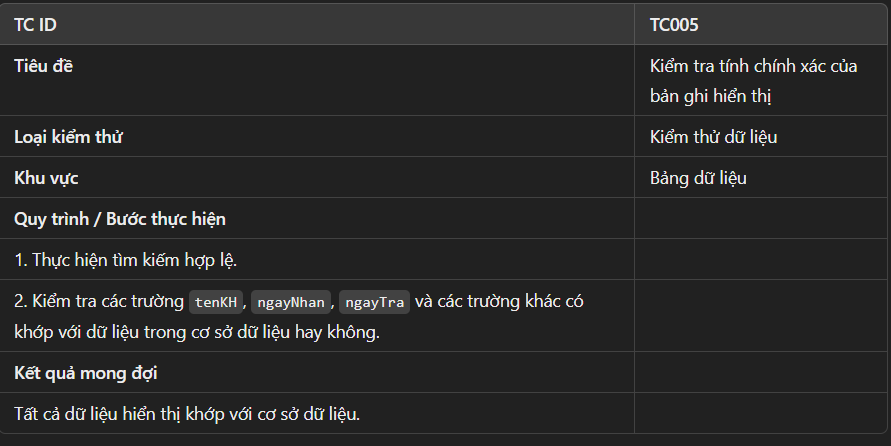 TC ID TC005
Tiêu đề Kiểm tra tính chính xác của
bản ghi hiển thị
Loại kiểm thử Kiểm thử dữ liệu
Khu vực Bảng dữ liệu
Quy trình / Bước thực hiện
1. Thực hiện tìm kiếm hợp lệ.
2. Kiểm tra các trường tenKH, ngayNhan, ngayTra và các trường khác có
khớp với dữ liệu trong cơ sở dữ liệu hay không.
Kết quả mong đợi
Tất cả dữ liệu hiển thị khớp với cơ sở dữ liệu.